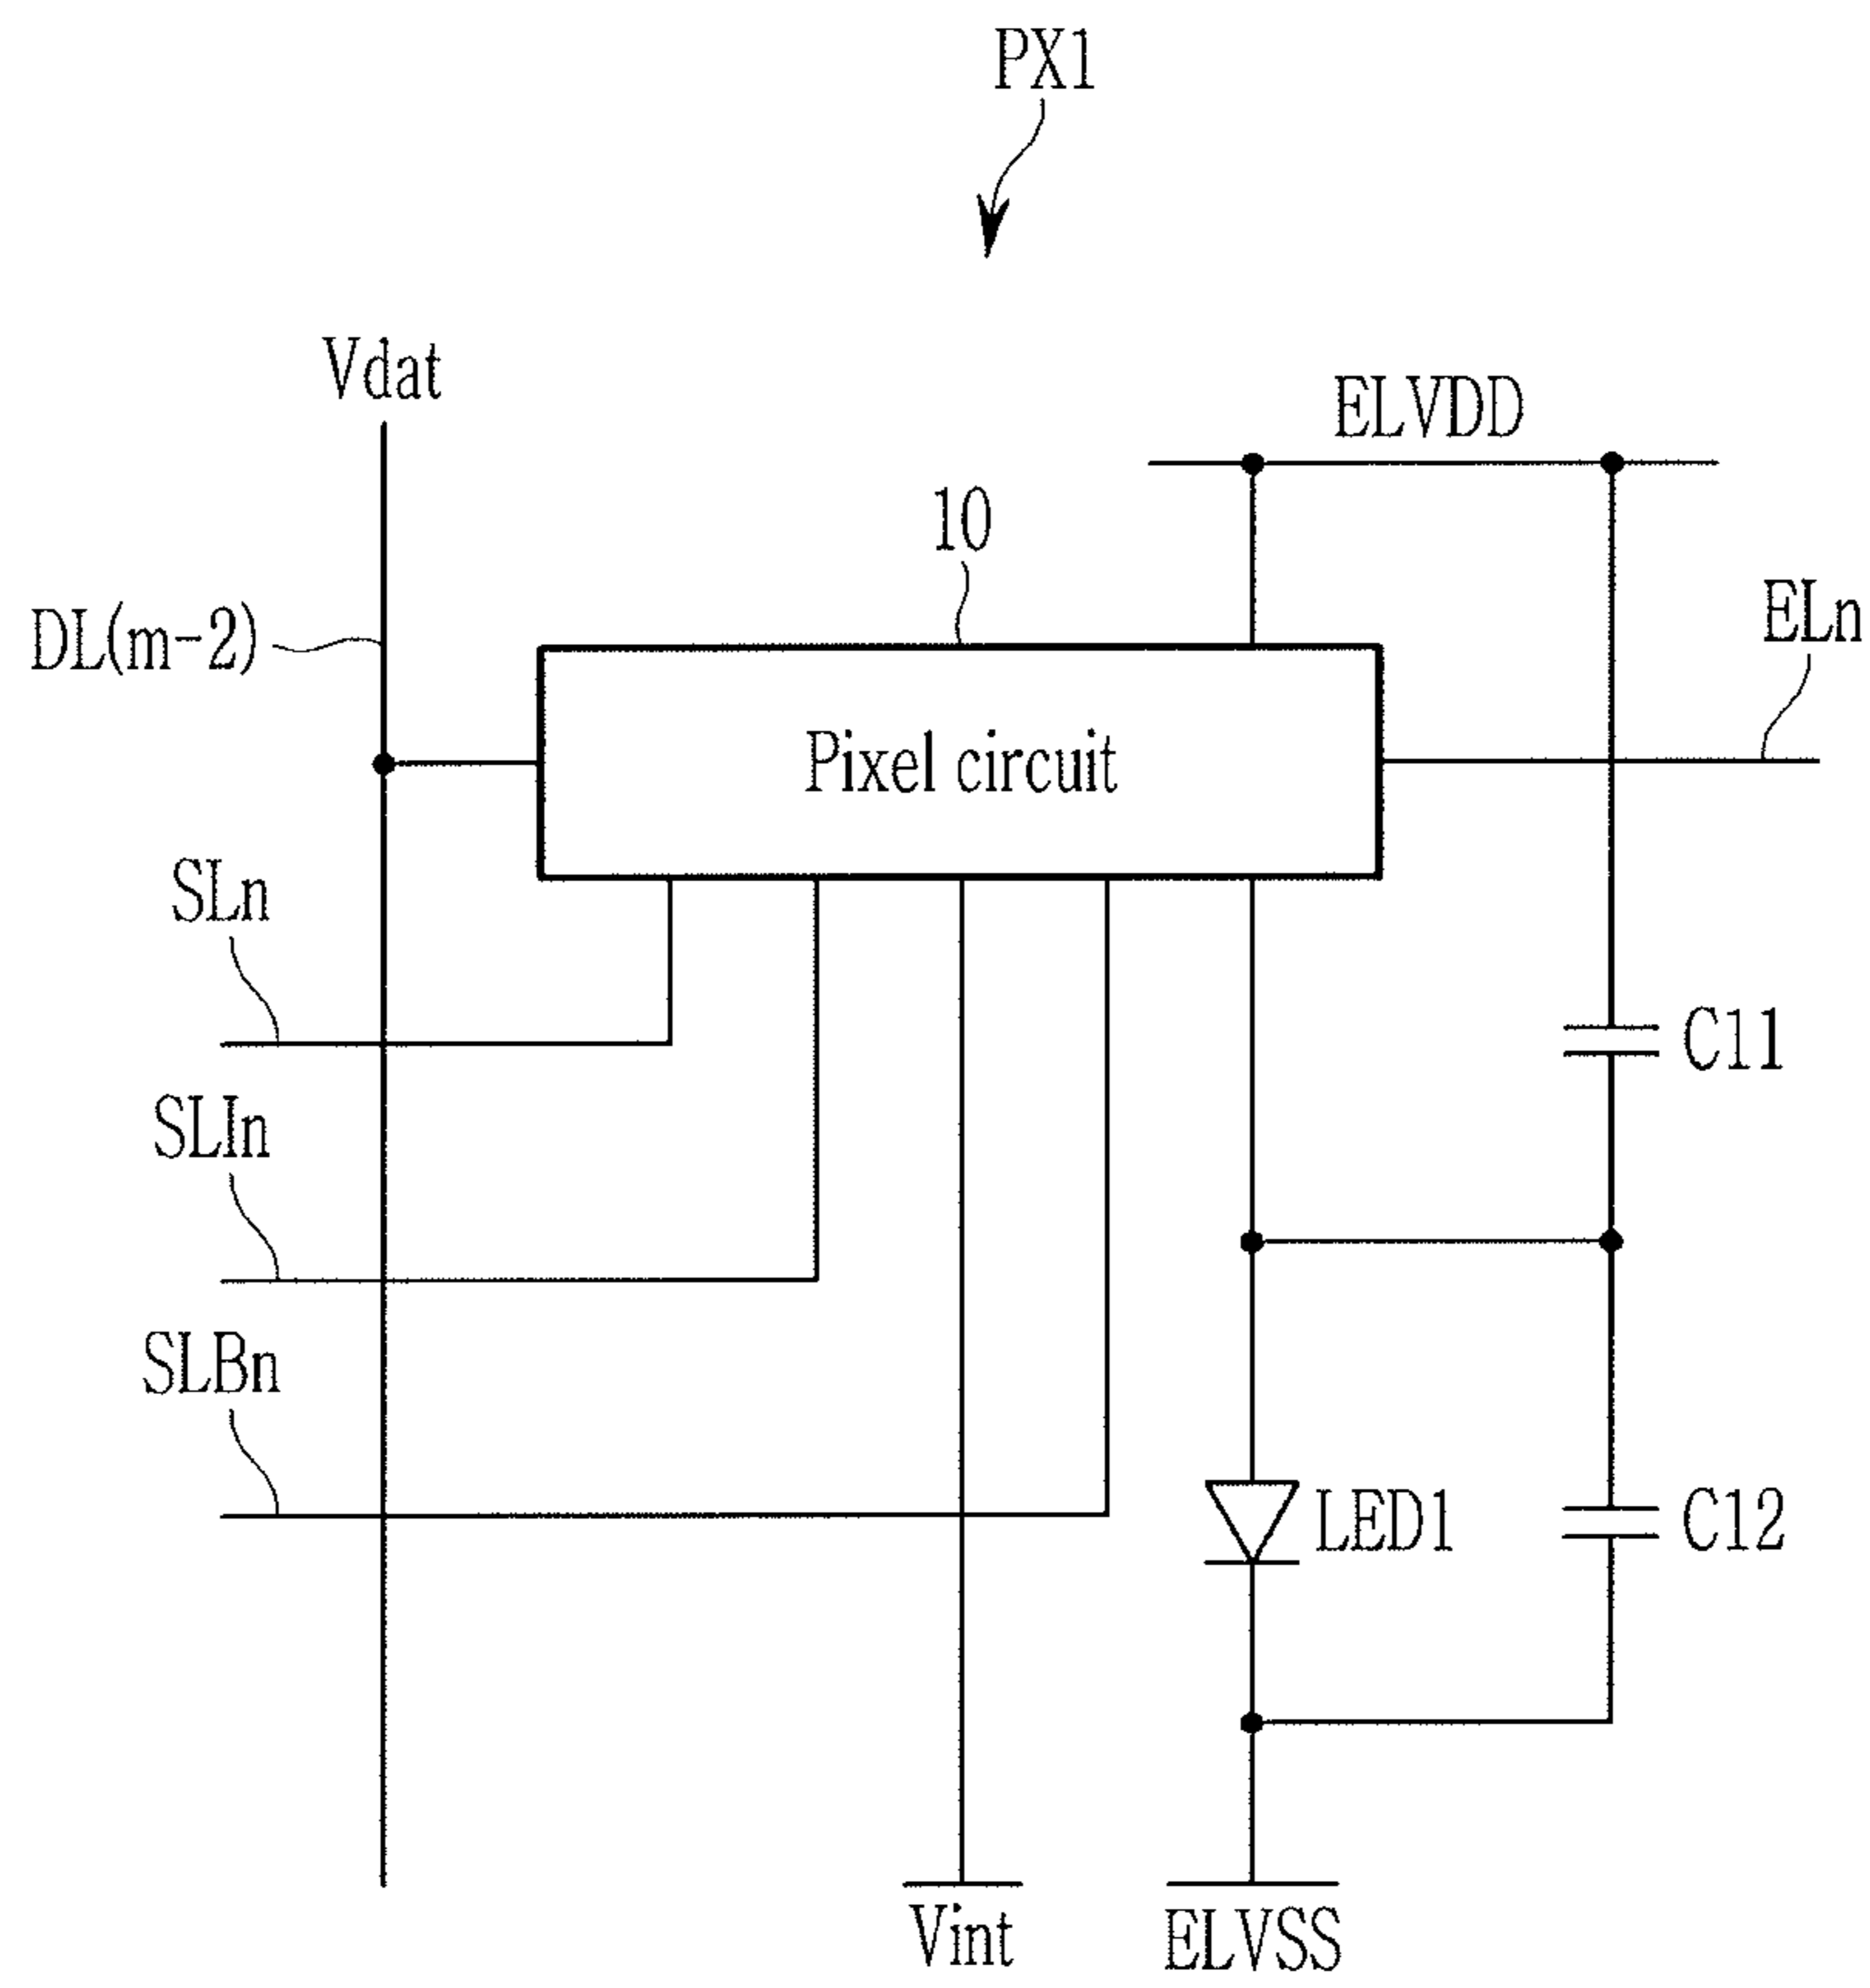 PX1
Vdat
ELVDD
10
DL(m-2)
ELn
Pixel circuit
SLn
C11
SLIn
SLBn
LED1
C12
Vint
ELVSS